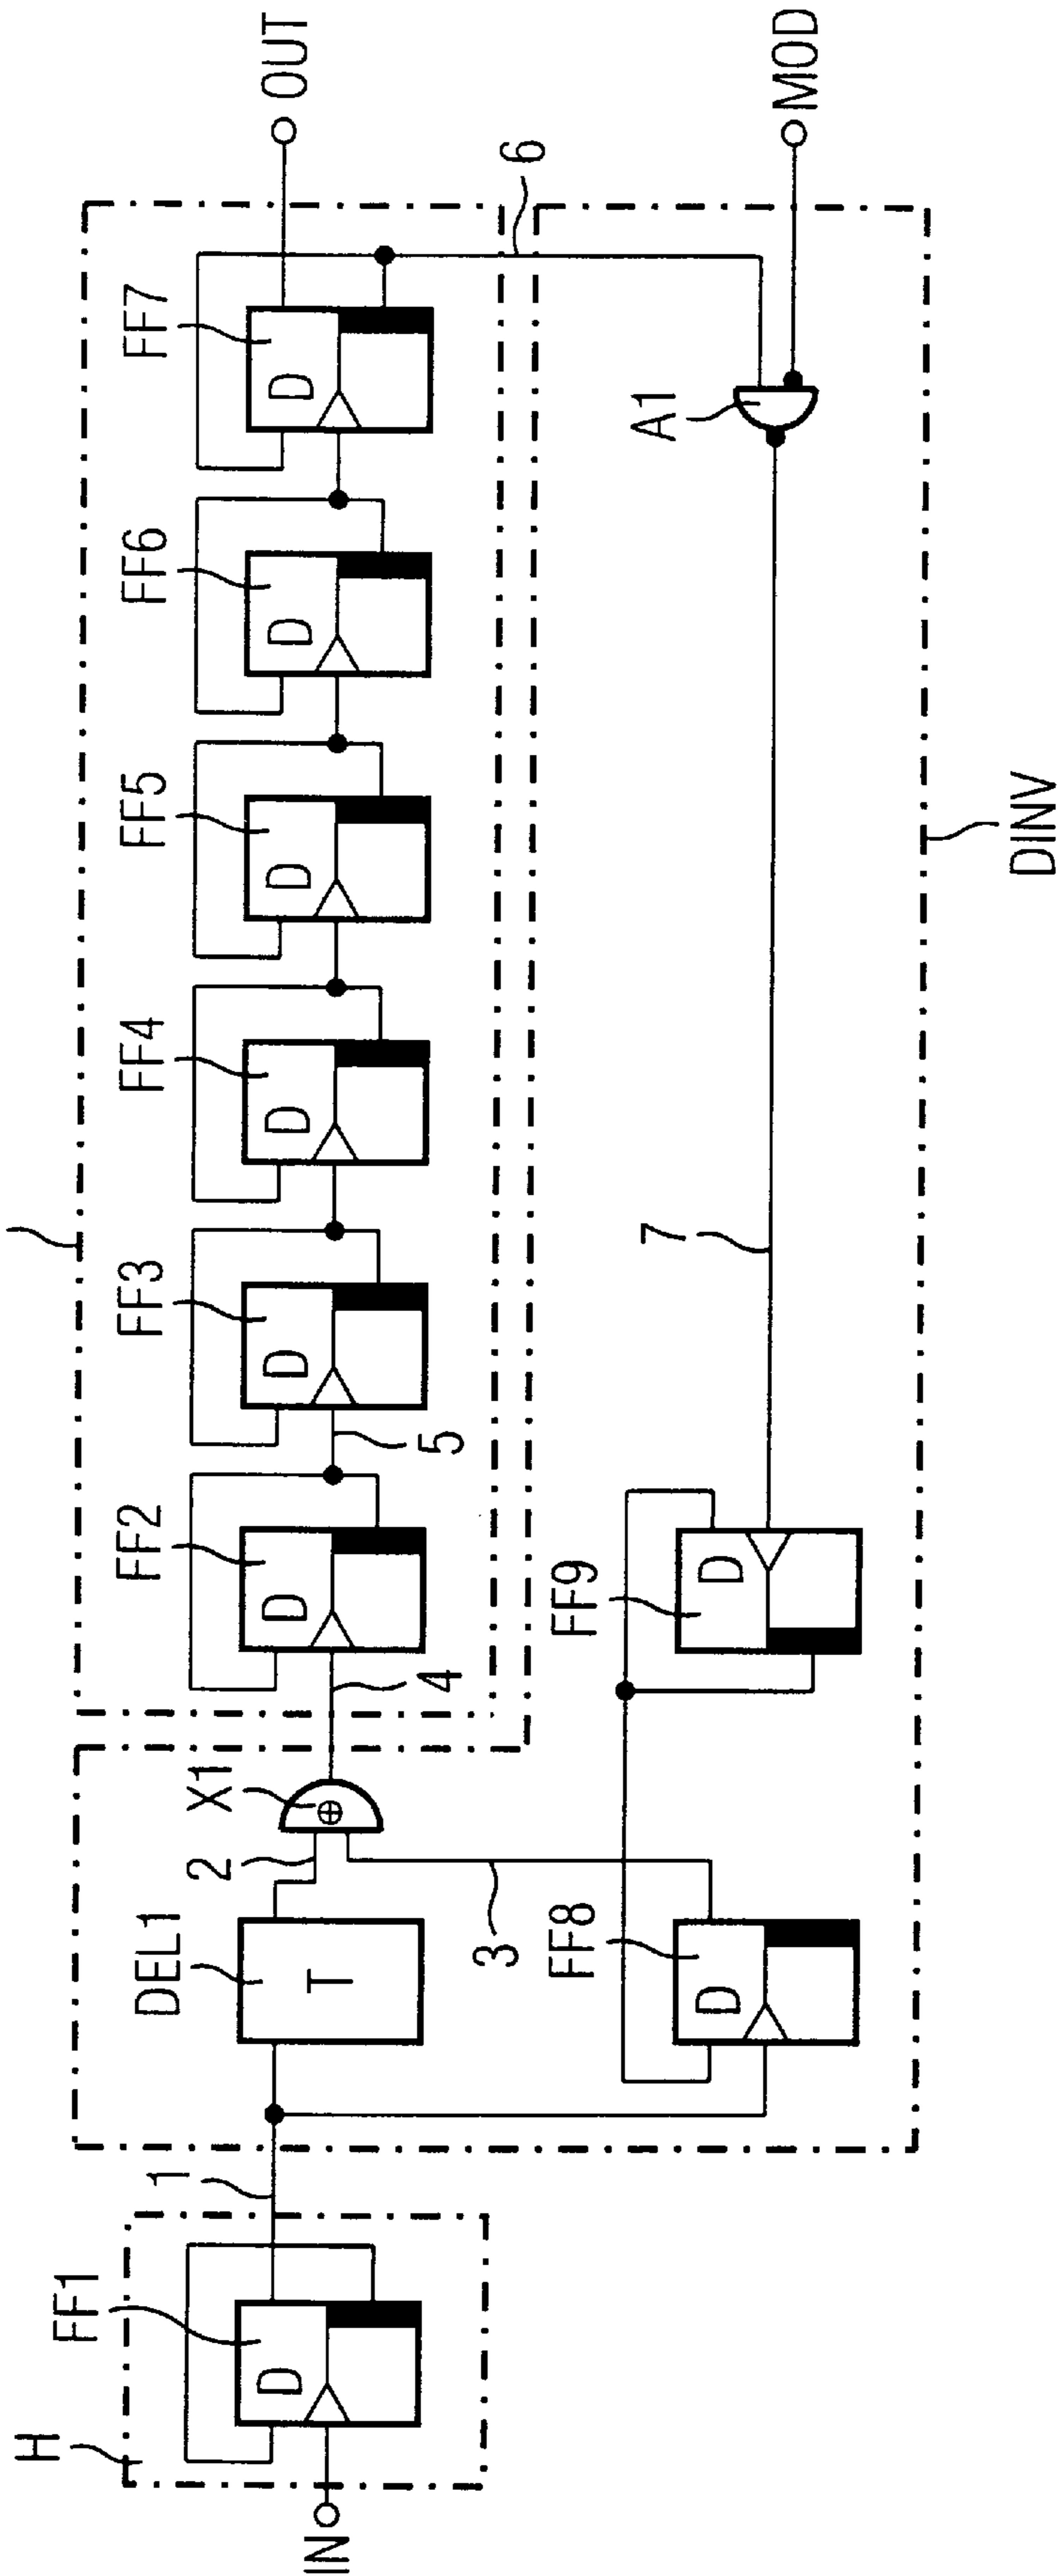 H
FF1
D
IN
1
DEL1
T
2
X1
⊕
3
FF8
D
4
FF2
D
5
FF3
D
FF4
D
FF5
D
FF6
D
FF7
D
OUT
6
FF9
D
7
A1
MOD
DINV